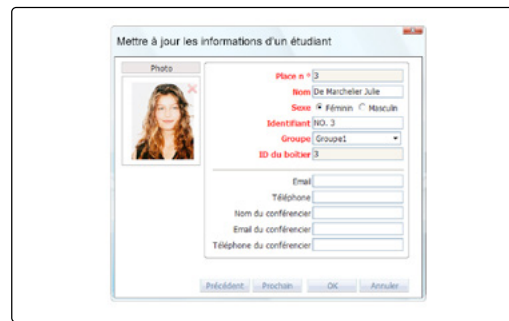 Mettre à jour les informations d'un étudiant
Photo
Place n ° 3
Nom De Marchelier Julie
Sexe Féminin Masculin
Identifiant NO. 3
Groupe Groupe1
ID du boîtier 3
Email
Téléphone
Nom du conférencier
Email du conférencier
Téléphone du conférencier
Précédent Prochain OK Annuler